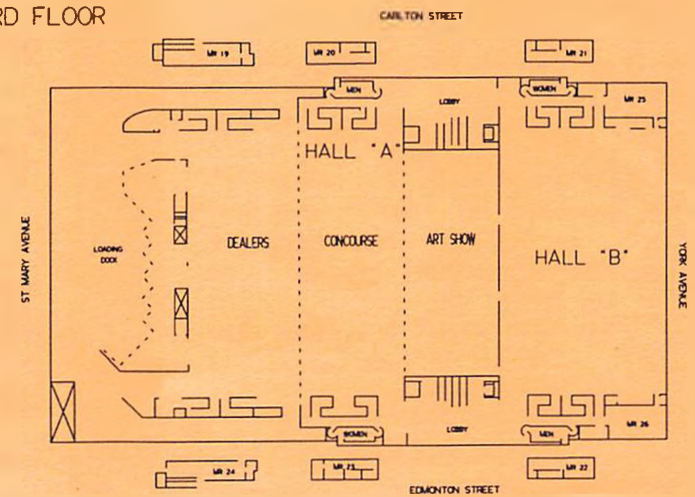 RD FLOOR
CARLTON STREET
MR 19
MR 20
MR 21
MEN
WOMEN
MR 25
LOBBY
HALL "A"
ST MARY AVENUE
LOADING
DOCK
DEALERS
CONCOURSE
ART SHOW
HALL "B"
YORK AVENUE
WOMEN
LOBBY
MEN
MR 26
MR 24
MR 23
MR 22
EDMONTON STREET